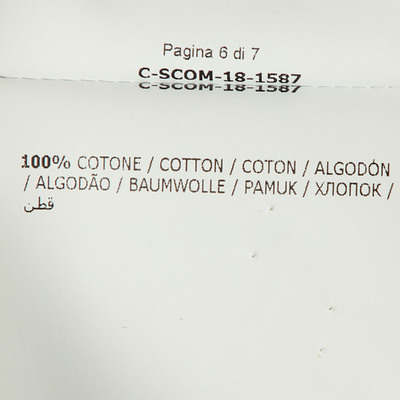 Pagina 6 di 7
C-SCOM-18-1587
C-SCOM-18-1587
100% COTONE / COTTON / COTON / ALGODÓN
/ ALGODÃO / BAUMWOLLE / PAMUK / ХЛОПОК /
قطن